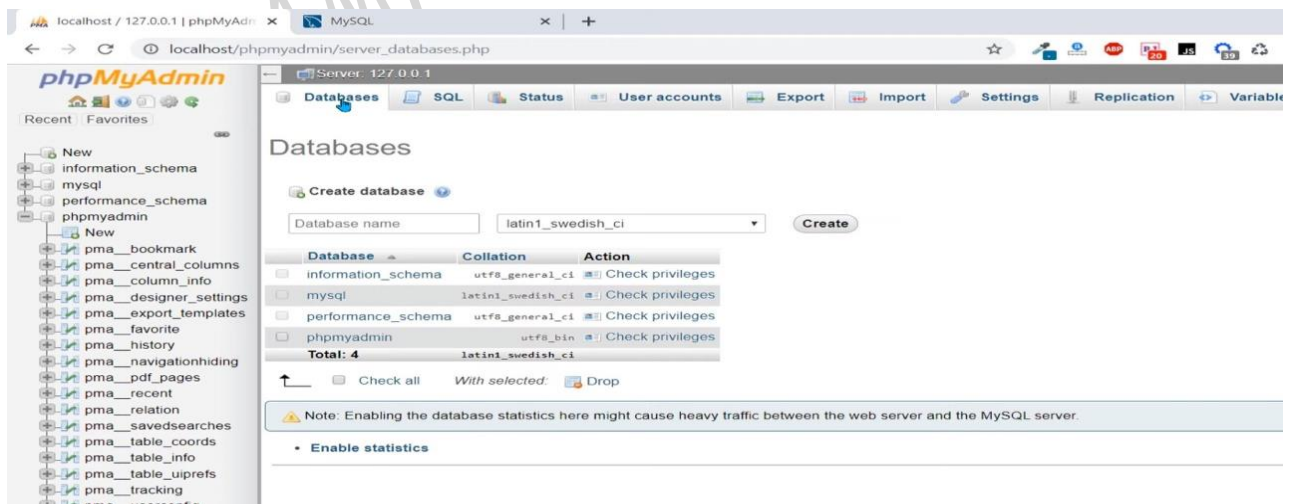 localhost / 127.0.0.1 | phpMyAdm
MySQL
localhost/phpmyadmin/server_databases.php
phpMyAdmin
Recent Favorites
New
information_schema
mysql
performance_schema
phpmyadmin
New
pma__bookmark
pma__central_columns
pma__column_info
pma__designer_settings
pma__export_templates
pma__favorite
pma__history
pma__navigationhiding
pma__pdf_pages
pma__recent
pma__relation
pma__savedsearches
pma__table_coords
pma__table_info
pma__table_uiprefs
pma__tracking
Server: 127.0.0.1
Databases SQL Status User accounts Export Import Settings Replication Variable
Databases
Create database
Database name latin1_swedish_ci Create
Database Collation Action
information_schema utf8_general_ci Check privileges
mysql latin1_swedish_ci Check privileges
performance_schema utf8_general_ci Check privileges
phpmyadmin utf8_bin Check privileges
Total: 4 latin1_swedish_ci
Check all With selected: Drop
Note: Enabling the database statistics here might cause heavy traffic between the web server and the MySQL server.
• Enable statistics